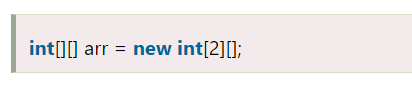 int[][] arr = new int[2][];